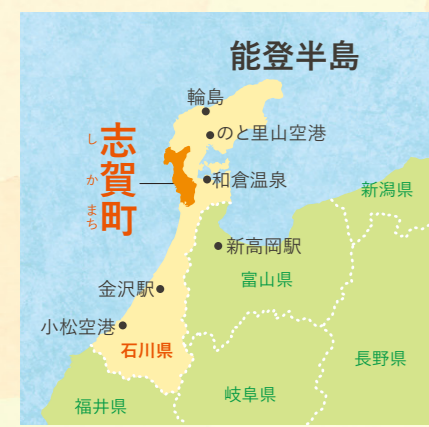 能登半島
輪島
のと里山空港
志賀町
しかまち
和倉温泉
新潟県
新高岡駅
富山県
金沢駅
小松空港
石川県
長野県
岐阜県
福井県